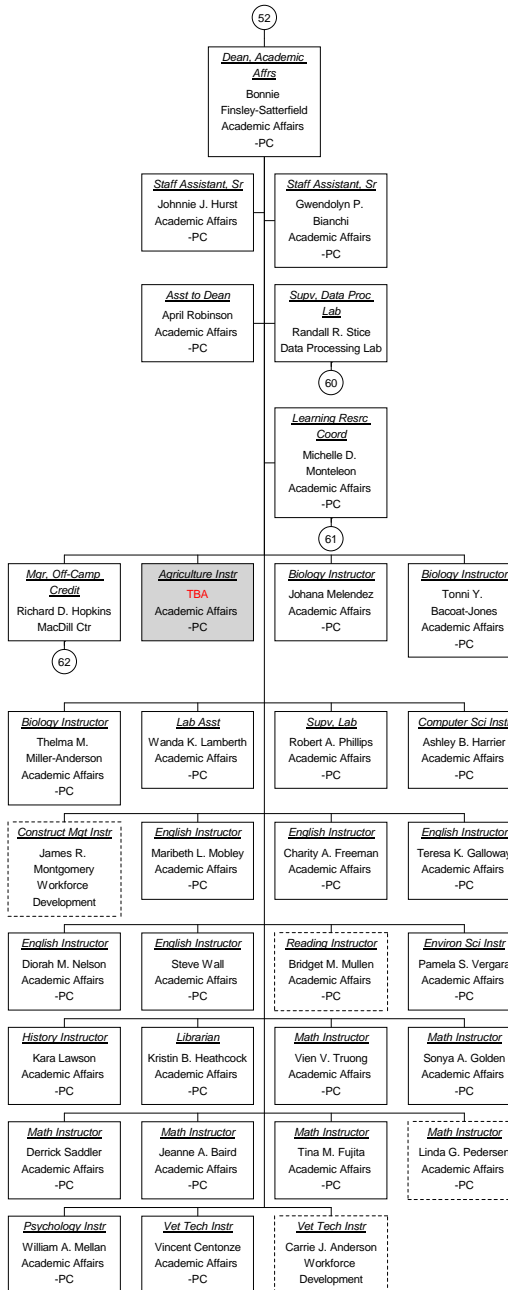 52
Dean, Academic
Affrs
Bonnie
Finsley-Satterfield
Academic Affairs
-PC
Staff Assistant, Sr
Johnnie J. Hurst
Academic Affairs
-PC
Staff Assistant, Sr
Gwendolyn P.
Bianchi
Academic Affairs
-PC
Asst to Dean
April Robinson
Academic Affairs
-PC
Supv, Data Proc
Lab
Randall R. Stice
Data Processing Lab
60
Learning Resrc
Coord
Michelle D.
Monteleon
Academic Affairs
-PC
61
Mgr, Off-Camp
Credit
Richard D. Hopkins
MacDill Ctr
62
Agriculture Instr
TBA
Academic Affairs
-PC
Biology Instructor
Johana Melendez
Academic Affairs
-PC
Biology Instructor
Tonni Y.
Bacoat-Jones
Academic Affairs
-PC
Biology Instructor
Thelma M.
Miller-Anderson
Academic Affairs
-PC
Lab Asst
Wanda K. Lamberth
Academic Affairs
-PC
Supv, Lab
Robert A. Phillips
Academic Affairs
-PC
Computer Sci Instr
Ashley B. Harrier
Academic Affairs
-PC
Construct Mgt Instr
James R.
Montgomery
Workforce
Development
English Instructor
Maribeth L. Mobley
Academic Affairs
-PC
English Instructor
Charity A. Freeman
Academic Affairs
-PC
English Instructor
Teresa K. Galloway
Academic Affairs
-PC
English Instructor
Diorah M. Nelson
Academic Affairs
-PC
English Instructor
Steve Wall
Academic Affairs
-PC
Reading Instructor
Bridget M. Mullen
Academic Affairs
-PC
Environ Sci Instr
Pamela S. Vergara
Academic Affairs
-PC
History Instructor
Kara Lawson
Academic Affairs
-PC
Librarian
Kristin B. Heathcock
Academic Affairs
-PC
Math Instructor
Vien V. Truong
Academic Affairs
-PC
Math Instructor
Sonya A. Golden
Academic Affairs
-PC
Math Instructor
Derrick Saddler
Academic Affairs
-PC
Math Instructor
Jeanne A. Baird
Academic Affairs
-PC
Math Instructor
Tina M. Fujita
Academic Affairs
-PC
Math Instructor
Linda G. Pedersen
Academic Affairs
-PC
Psychology Instr
William A. Mellan
Academic Affairs
-PC
Vet Tech Instr
Vincent Centonze
Academic Affairs
-PC
Vet Tech Instr
Carrie J. Anderson
Workforce
Development